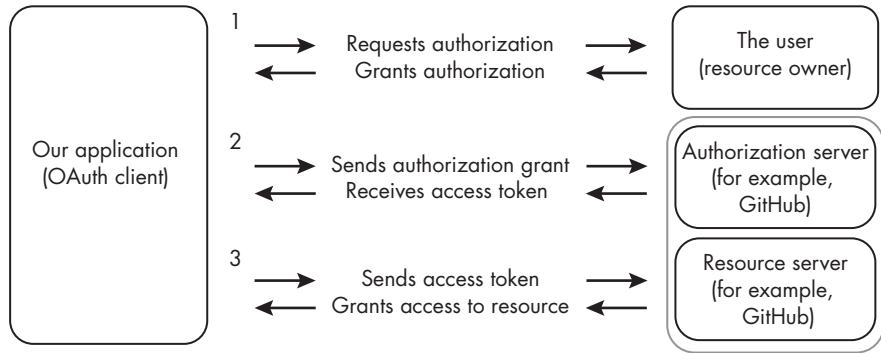 Our application
(OAuth client)
1
Requests authorization
Grants authorization
The user
(resource owner)
2
Sends authorization grant
Receives access token
Authorization server
(for example,
GitHub)
3
Sends access token
Grants access to resource
Resource server
(for example,
GitHub)